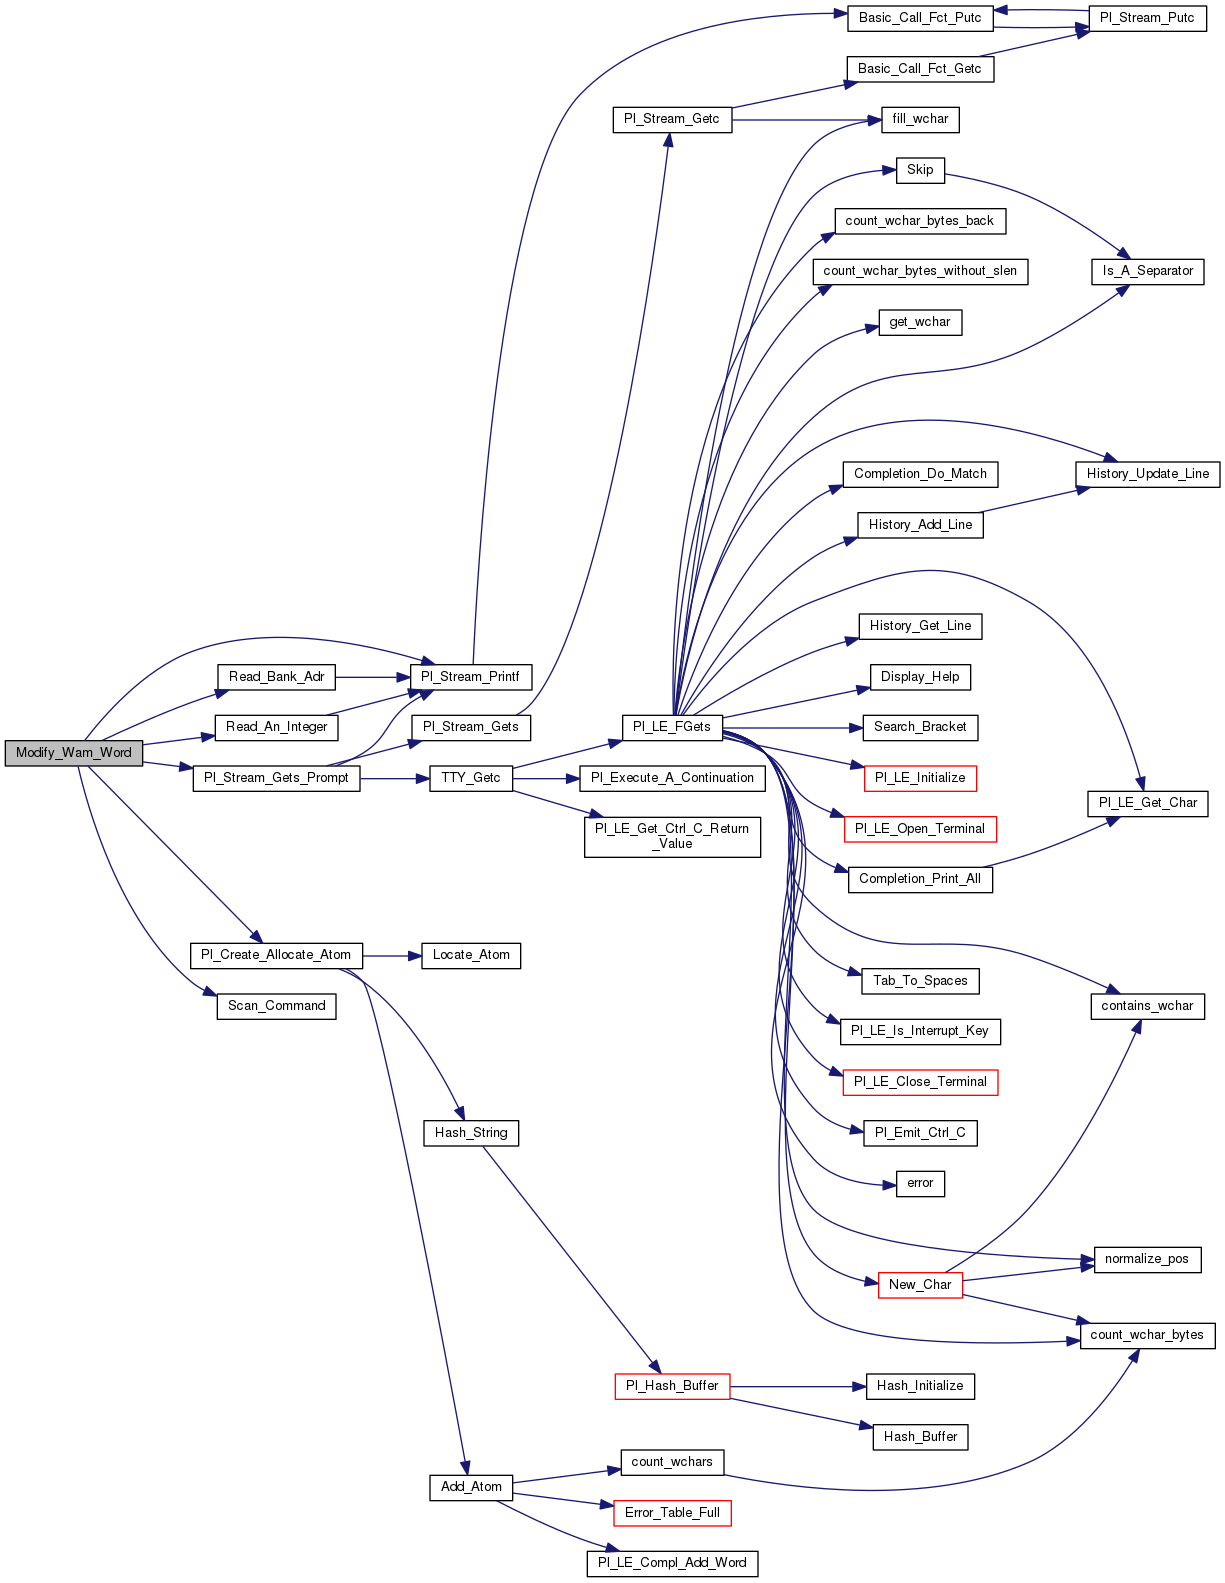 Basic_Call_Fct_Putc
Pl_Stream_Putc
Basic_Call_Fct_Getc
Pl_Stream_Getc
fill_wchar
Skip
count_wchar_bytes_back
count_wchar_bytes_without_slen
Is_A_Separator
get_wchar
Completion_Do_Match
History_Update_Line
History_Add_Line
History_Get_Line
Read_Bank_Adr
Pl_Stream_Printf
Display_Help
Read_An_Integer
Pl_Stream_Gets
Pl_LE_FGets
Search_Bracket
Modify_Wam_Word
Pl_Stream_Gets_Prompt
TTY_Getc
Pl_Execute_A_Continuation
Pl_LE_Initialize
Pl_LE_Get_Char
Pl_LE_Get_Ctrl_C_Return
_Value
Pl_LE_Open_Terminal
Completion_Print_All
Pl_Create_Allocate_Atom
Locate_Atom
Tab_To_Spaces
Scan_Command
contains_wchar
Pl_LE_Is_Interrupt_Key
Pl_LE_Close_Terminal
Hash_String
Pl_Emit_Ctrl_C
error
normalize_pos
New_Char
count_wchar_bytes
Pl_Hash_Buffer
Hash_Initialize
Hash_Buffer
count_wchars
Add_Atom
Error_Table_Full
Pl_LE_Compl_Add_Word